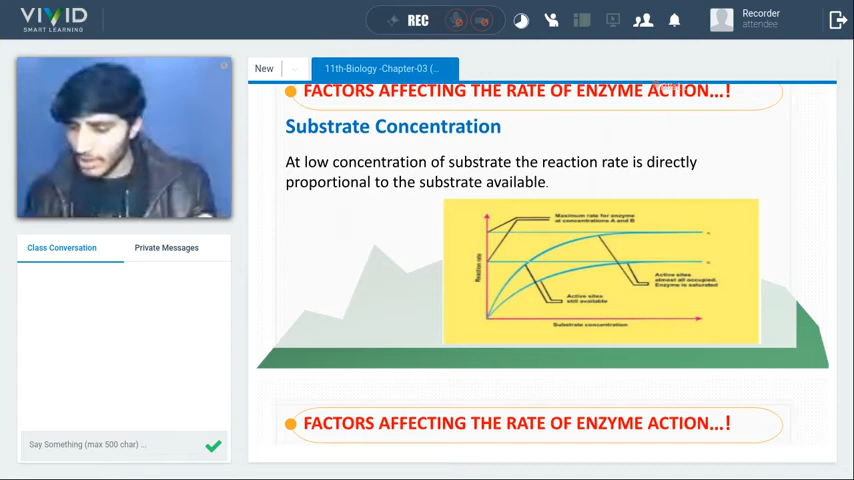 VIVID
SMART LEARNING
REC
Recorder
attendee
New
11th-Biology -Chapter-03 (...
FACTORS AFFECTING THE RATE OF ENZYME ACTION...!
Substrate Concentration
At low concentration of substrate the reaction rate is directly
proportional to the substrate available.
Maximum rate for enzyme
at concentrations A and B
Reaction rate
Active sites
almost all occupied.
Enzyme is saturated
Active sites
still available
Substrate concentration
Class Conversation
Private Messages
Say Something (max 500 char) ...
FACTORS AFFECTING THE RATE OF ENZYME ACTION...!